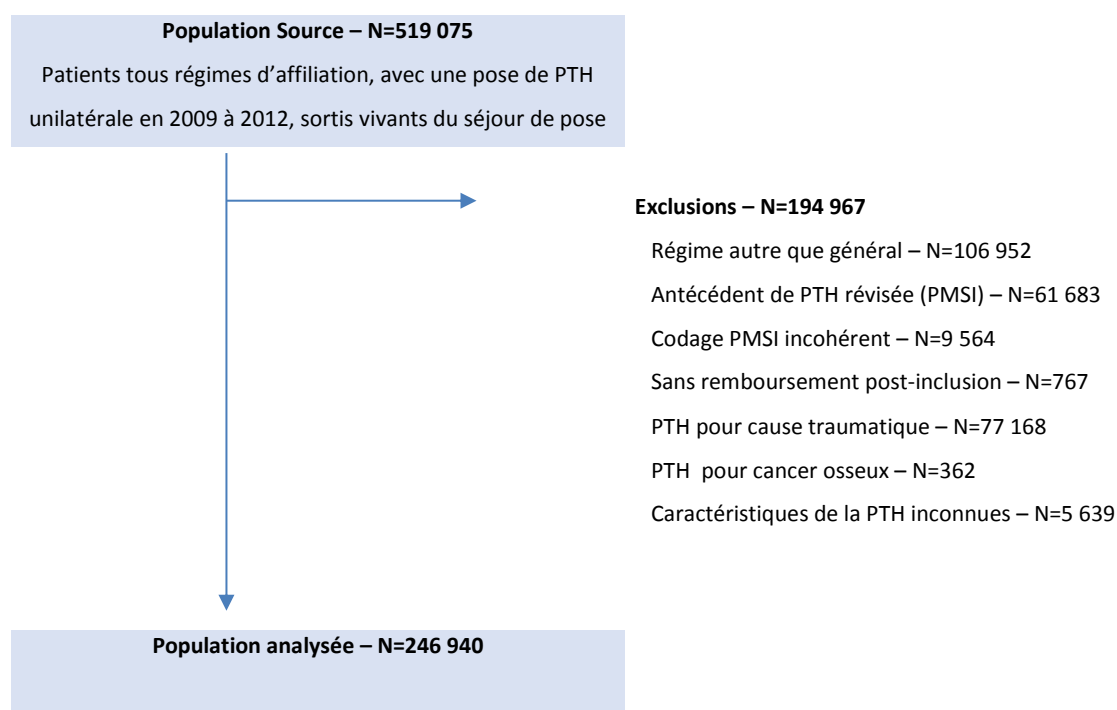 Population Source – N=519 075
Patients tous régimes d’affiliation, avec une pose de PTH
unilatérale en 2009 à 2012, sortis vivants du séjour de pose
Exclusions – N=194 967
Régime autre que général – N=106 952
Antécédent de PTH révisée (PMSI) – N=61 683
Codage PMSI incohérent – N=9 564
Sans remboursement post-inclusion – N=767
PTH pour cause traumatique – N=77 168
PTH pour cancer osseux – N=362
Caractéristiques de la PTH inconnues – N=5 639
Population analysée – N=246 940